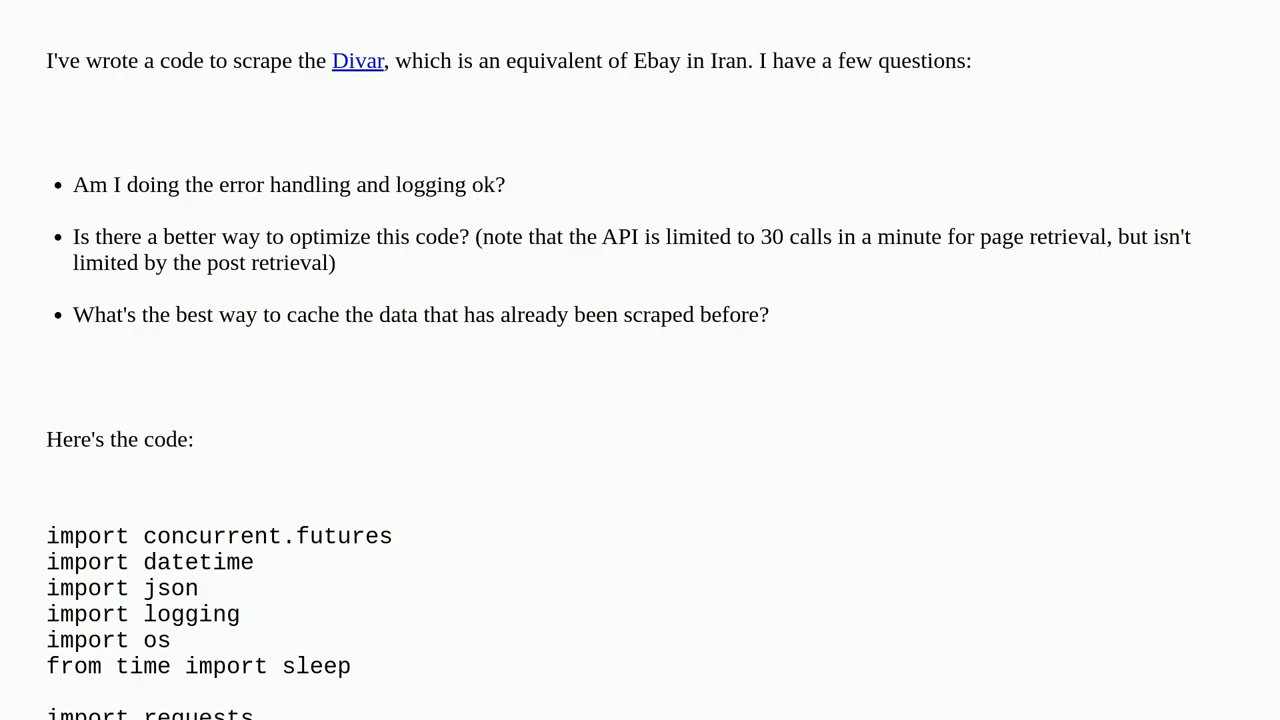 I've wrote a code to scrape the Divar, which is an equivalent of Ebay in Iran. I have a few questions:
• Am I doing the error handling and logging ok?
• Is there a better way to optimize this code? (note that the API is limited to 30 calls in a minute for page retrieval, but isn't
limited by the post retrieval)
• What's the best way to cache the data that has already been scraped before?
Here's the code:
import concurrent.futures
import datetime
import json
import logging
import os
from time import sleep
import requests